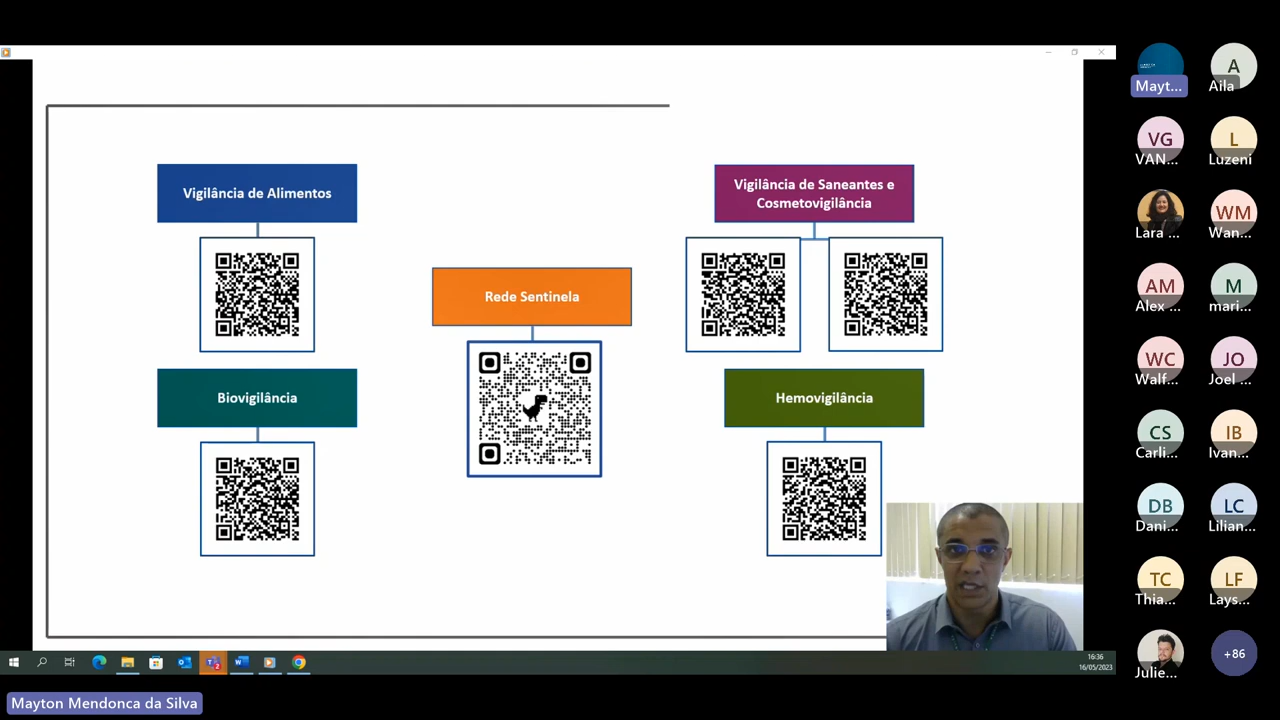 Vigilância de Alimentos
Vigilância de Saneantes e
Cosmetovigilância
Rede Sentinela
Biovigilância
Hemovigilância
16:36
16/05/2023
Mayton Mendonca da Silva
Mayt...
A
Aila
VG
VAN...
L
Luzeni
Lara ...
WM
Wan...
AM
Alex ...
M
mari...
WC
Walf...
JO
Joel ...
CS
Carli...
IB
Ivan...
DB
Dani...
LC
Lilian...
TC
Thia...
LF
Lays...
Julie...
+86